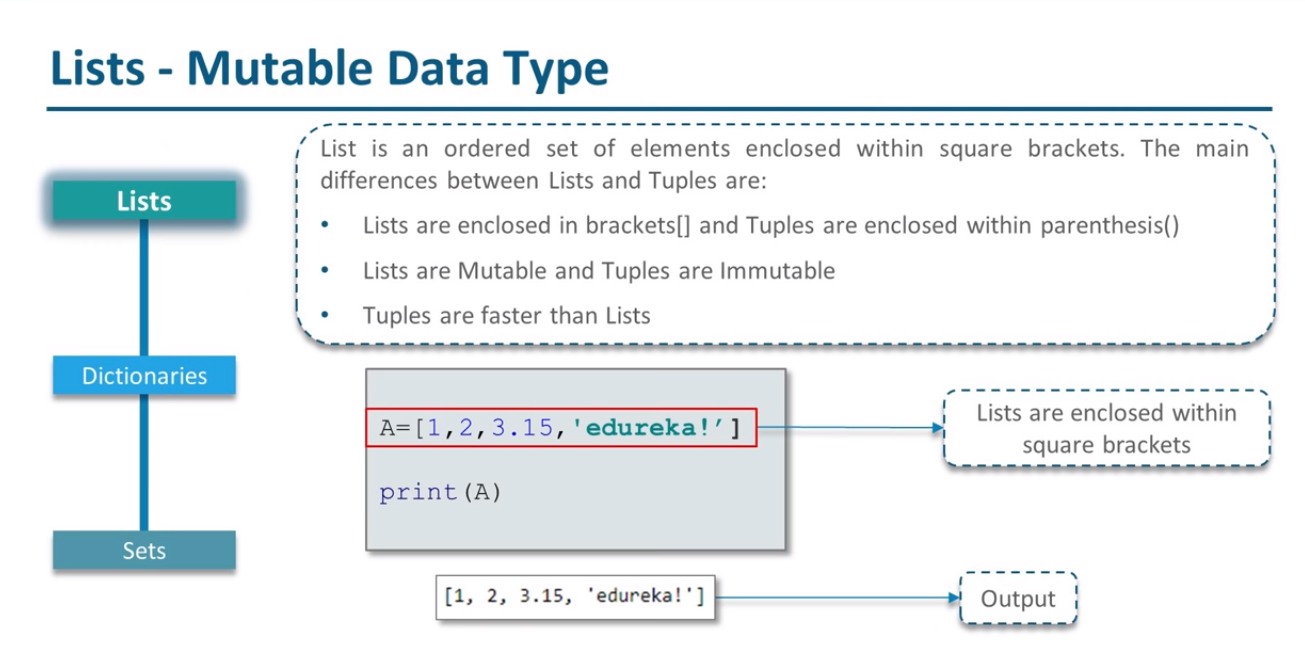 Lists - Mutable Data Type
Lists
Dictionaries
Sets
List is an ordered set of elements enclosed within square brackets. The main
differences between Lists and Tuples are:
• Lists are enclosed in brackets[] and Tuples are enclosed within parenthesis()
• Lists are Mutable and Tuples are Immutable
• Tuples are faster than Lists
A=[1,2,3.15,'edureka!’]
print(A)
Lists are enclosed within
square brackets
[1, 2, 3.15, 'edureka!']
Output